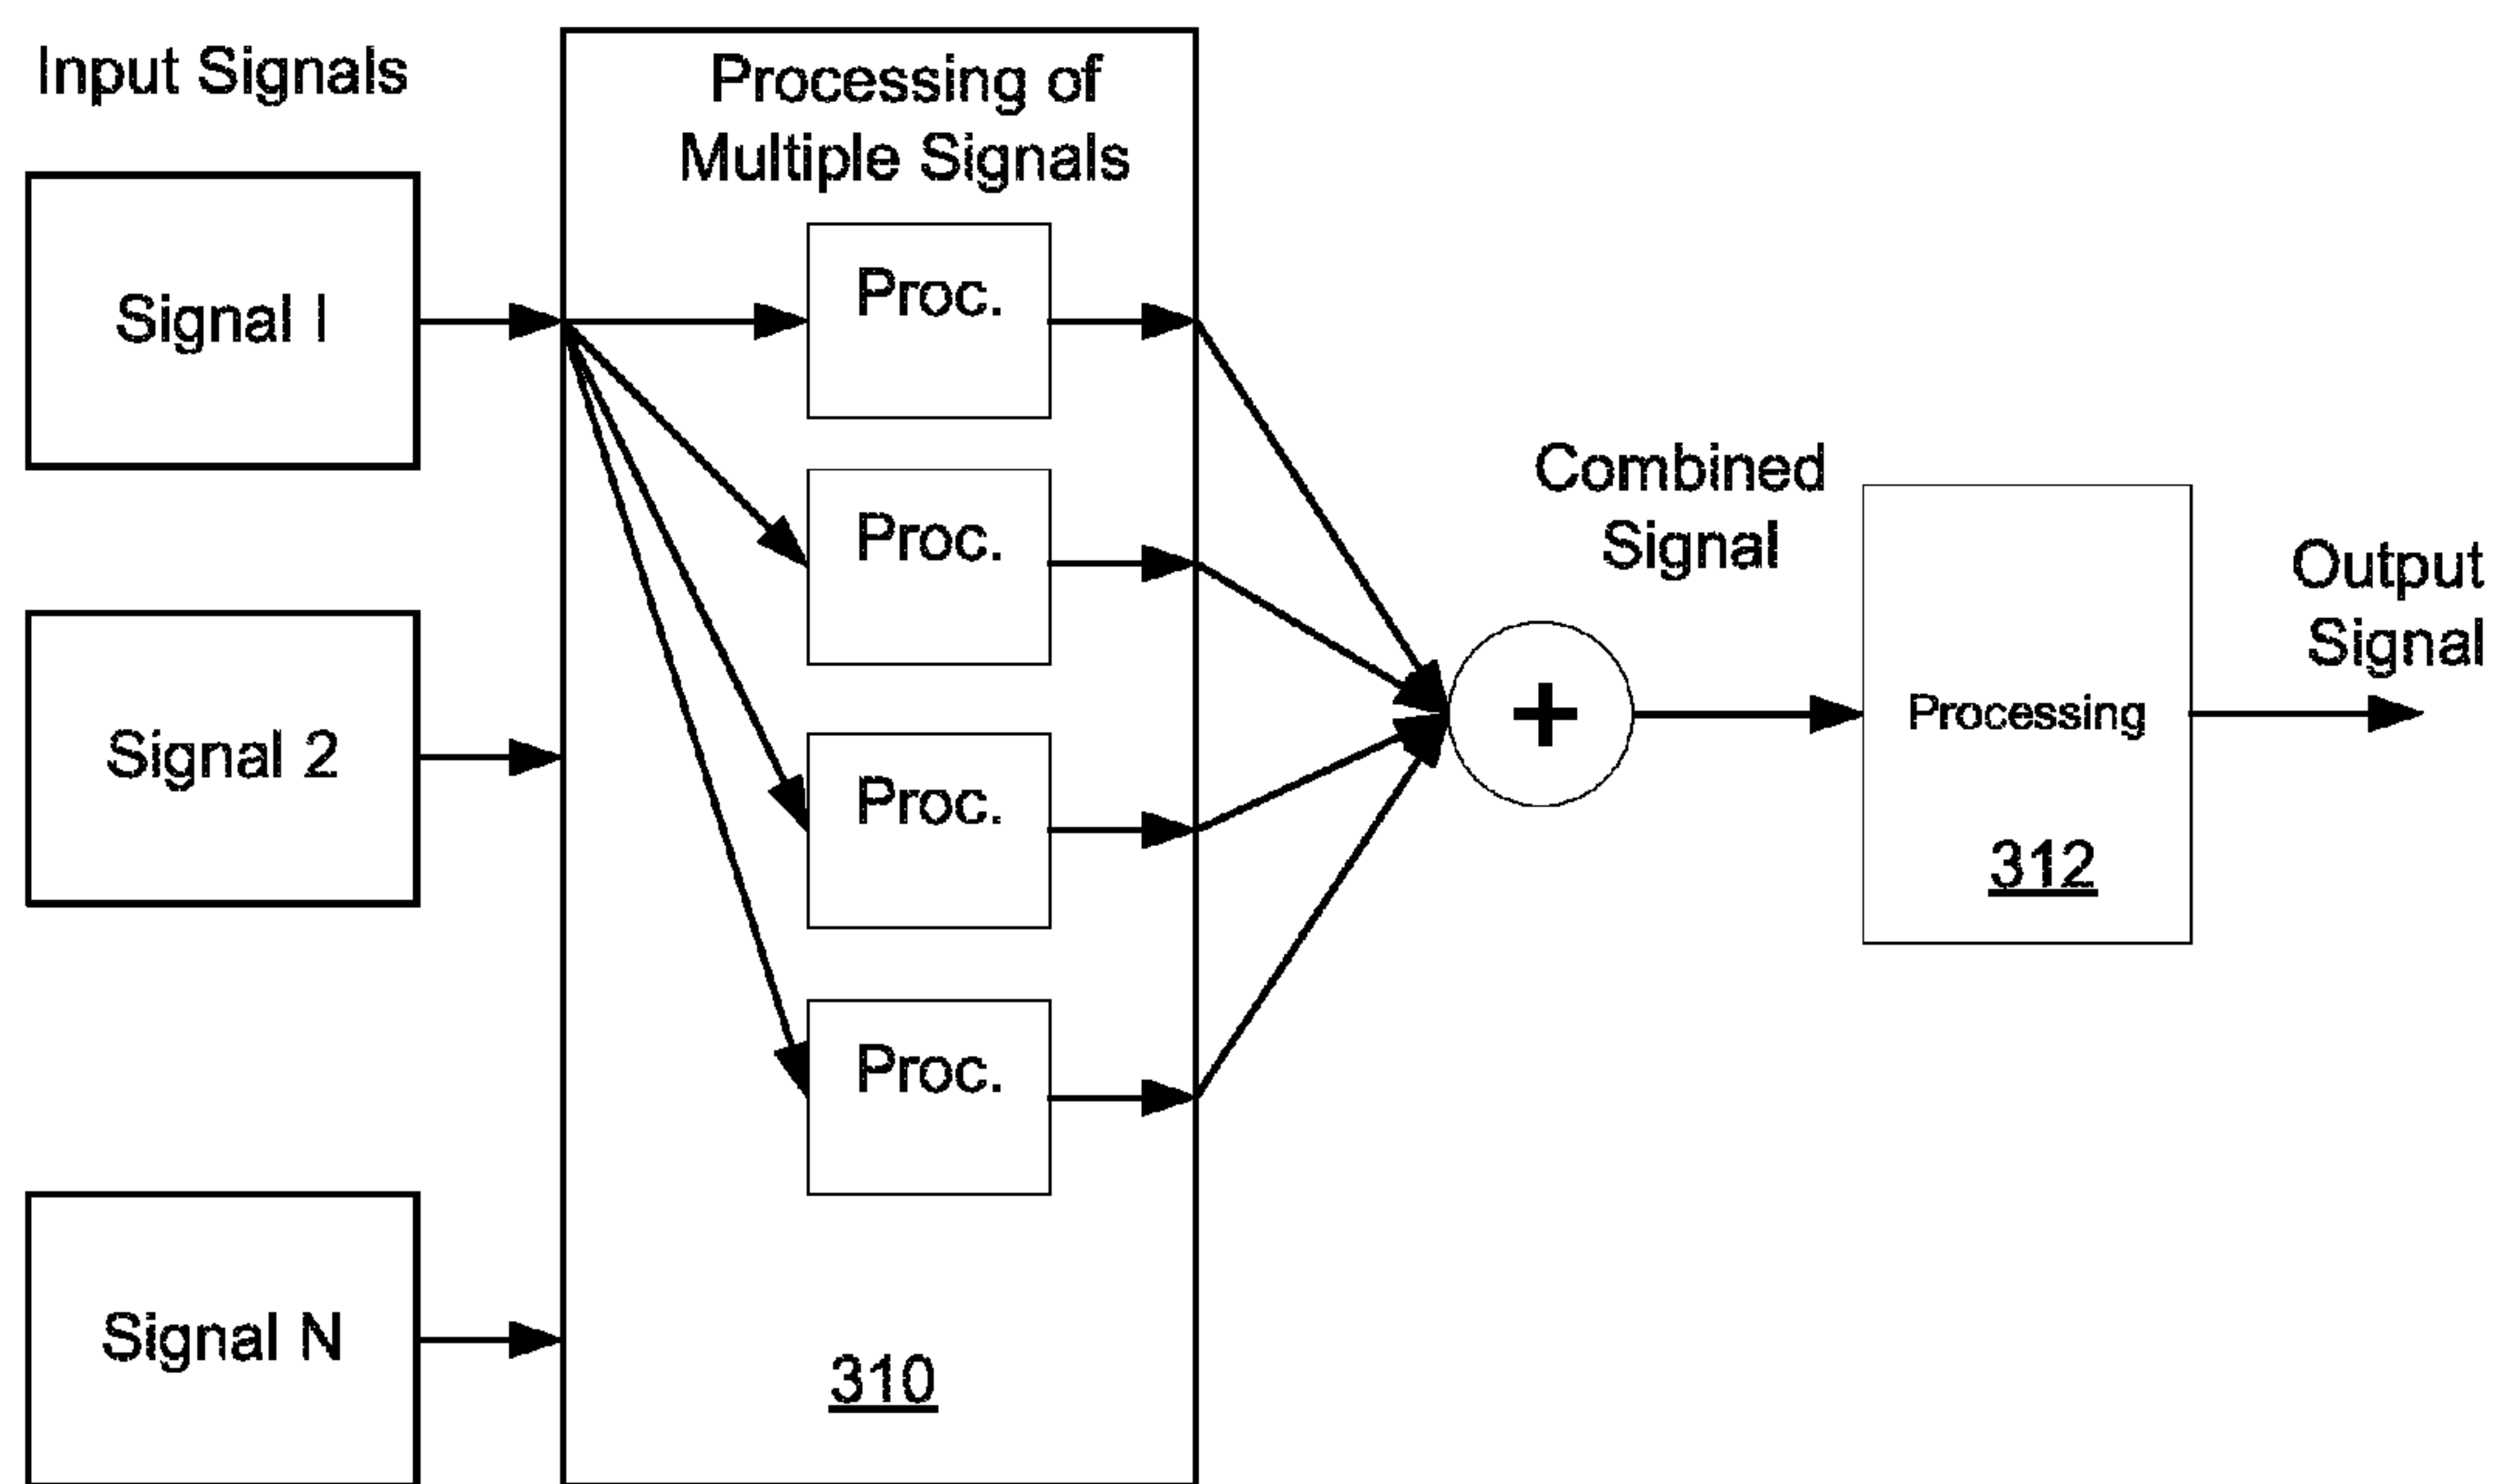 Input Signals
Processing of
Multiple Signals
Signal I
Proc.
Proc.
Combined
Signal
Output
Signal
Signal 2
Processing
Proc.
312
Proc.
Signal N
310
+